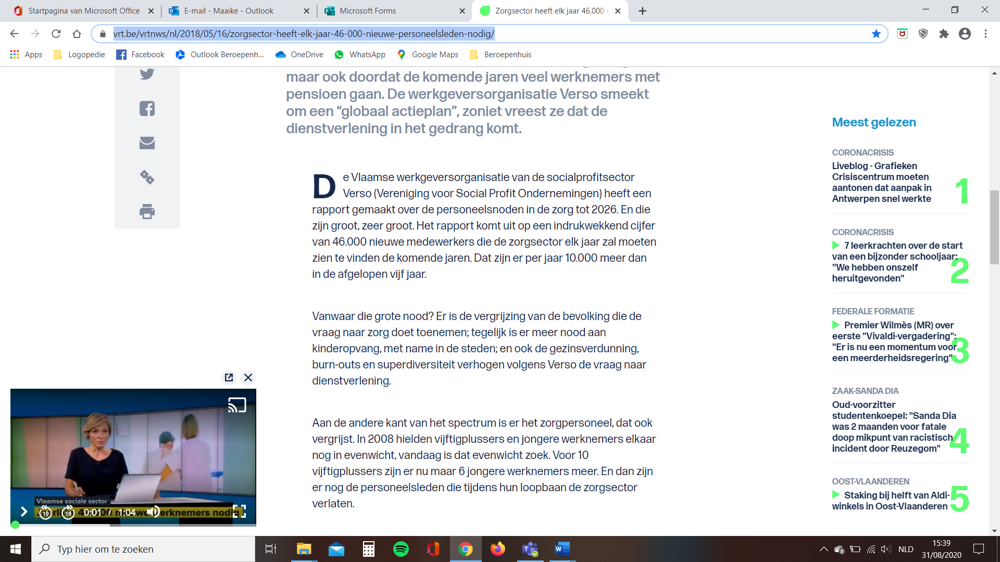 Startpagina van Microsoft Office
E-mail - Maaike - Outlook
Microsoft Forms
Zorgsector heeft elk jaar 46.000
vrt.be/vrtnws/nl/2018/05/16/zorgsector-heeft-elk-jaar-46-000-nieuwe-personeelsleden-nodig/
Apps
Logopedie
Facebook
Outlook Beroepenh...
OneDrive
WhatsApp
Google Maps
Beroepenhuis
maar ook doordat de komende jaren veel werknemers met
pensioen gaan. De werkgeversorganisatie Verso smeekt
om een “globaal actieplan”, zoniet vreest ze dat de
dienstverlening in het gedrang komt.
De Vlaamse werkgeversorganisatie van de socialprofitsector
Verso (Vereniging voor Social Profit Ondernemingen) heeft een
rapport gemaakt over de personeelsnoden in de zorg tot 2026. En die
zijn groot, zeer groot. Het rapport komt uit op een indrukwekkend cijfer
van 46.000 nieuwe medewerkers die de zorgsector elk jaar zal moeten
zien te vinden de komende jaren. Dat zijn er per jaar 10.000 meer dan
in de afgelopen vijf jaar.
Vanwaar die grote nood? Er is de vergrijzing van de bevolking die de
vraag naar zorg doet toenemen; tegelijk is er meer nood aan
kinderopvang, met name in de steden; en ook de gezinsverdunning,
burn-outs en superdiversiteit verhogen volgens Verso de vraag naar
dienstverlening.
Aan de andere kant van het spectrum is er het zorgpersoneel, dat ook
vergrijst. In 2008 hielden vijftigplussers en jongere werknemers elkaar
nog in evenwicht, vandaag is dat evenwicht zoek. Voor 10
vijftigplussers zijn er nu maar 6 jongere werknemers meer. En dan zijn
er nog de personeelsleden die tijdens hun loopbaan de zorgsector
verlaten.
Meest gelezen
CORONACRISIS
Liveblog - Grafieken
Crisiscentrum moeten
aantonen dat aanpak in
Antwerpen snel werkte
1
CORONACRISIS
7 leerkrachten over de start
van een bijzonder schooljaar:
"We hebben onszelf
heruitgevonden"
2
FEDERALE FORMATIE
Premier Wilmès (MR) over
eerste "Vivaldi-vergadering":
"Er is nu een momentum voor
een meerderheidsregering"
3
ZAAK-SANDA DIA
Oud-voorzitter
studentenkoepel: "Sanda Dia
was 2 maanden voor fatale
doop mikpunt van racistisch
incident door Reuzegom"
4
OOST-VLAANDEREN
Staking bij helft van Aldi-
winkels in Oost-Vlaanderen
5
Vlaamse sociale sector
10 10 0:01 / 1:04
werknemers nodig
Typ hier om te zoeken
NLD
15:39
31/08/2020